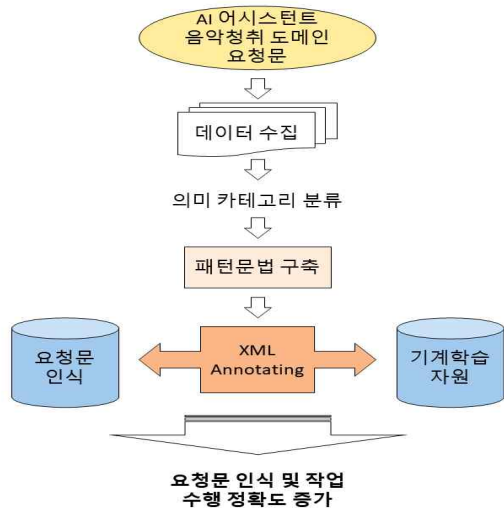 AI 어시스턴트
음악청취 도메인
요청문
데이터 수집
의미 카테고리 분류
패턴문법 구축
요청문
인식
XML
Annotating
기계학습
자원
요청문 인식 및 작업
수행 정확도 증가